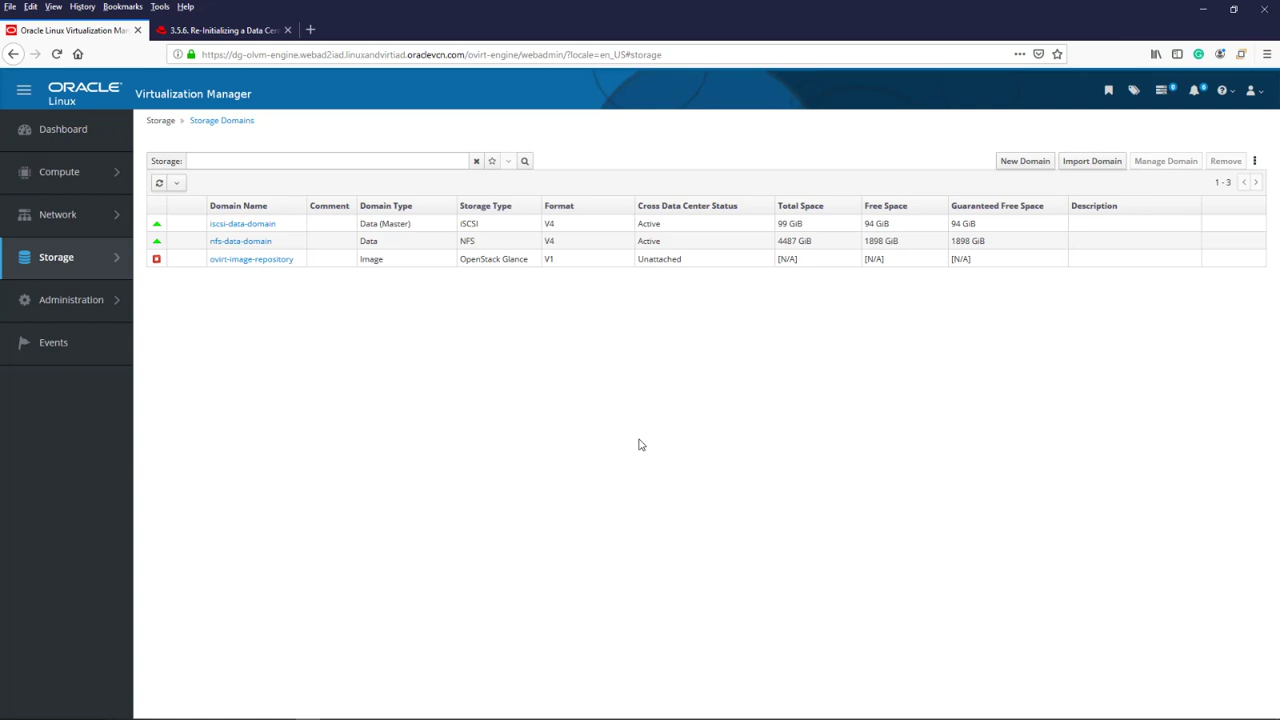 File Edit View History Bookmarks Tools Help
Oracle Linux Virtualization Man 3.5.6. Re-Initializing a Data Cen
https://dg-olvm-engine.webad2iad.linuxandvirtiad.oraclevcn.com/ovirt-engine/webadmin/?locale=en_US#storage
ORACLE Linux Virtualization Manager 0 6
Dashboard
Compute
Network
Storage
Administration
Events
Storage » Storage Domains
Storage: New Domain Import Domain Manage Domain Remove
1 - 3
Domain Name Comment Domain Type Storage Type Format Cross Data Center Status Total Space Free Space Guaranteed Free Space Description
iscsi-data-domain Data (Master) iSCSI V4 Active 99 GiB 94 GiB 94 GiB
nfs-data-domain Data NFS V4 Active 4487 GiB 1898 GiB 1898 GiB
ovirt-image-repository Image OpenStack Glance V1 Unattached [N/A] [N/A] [N/A]